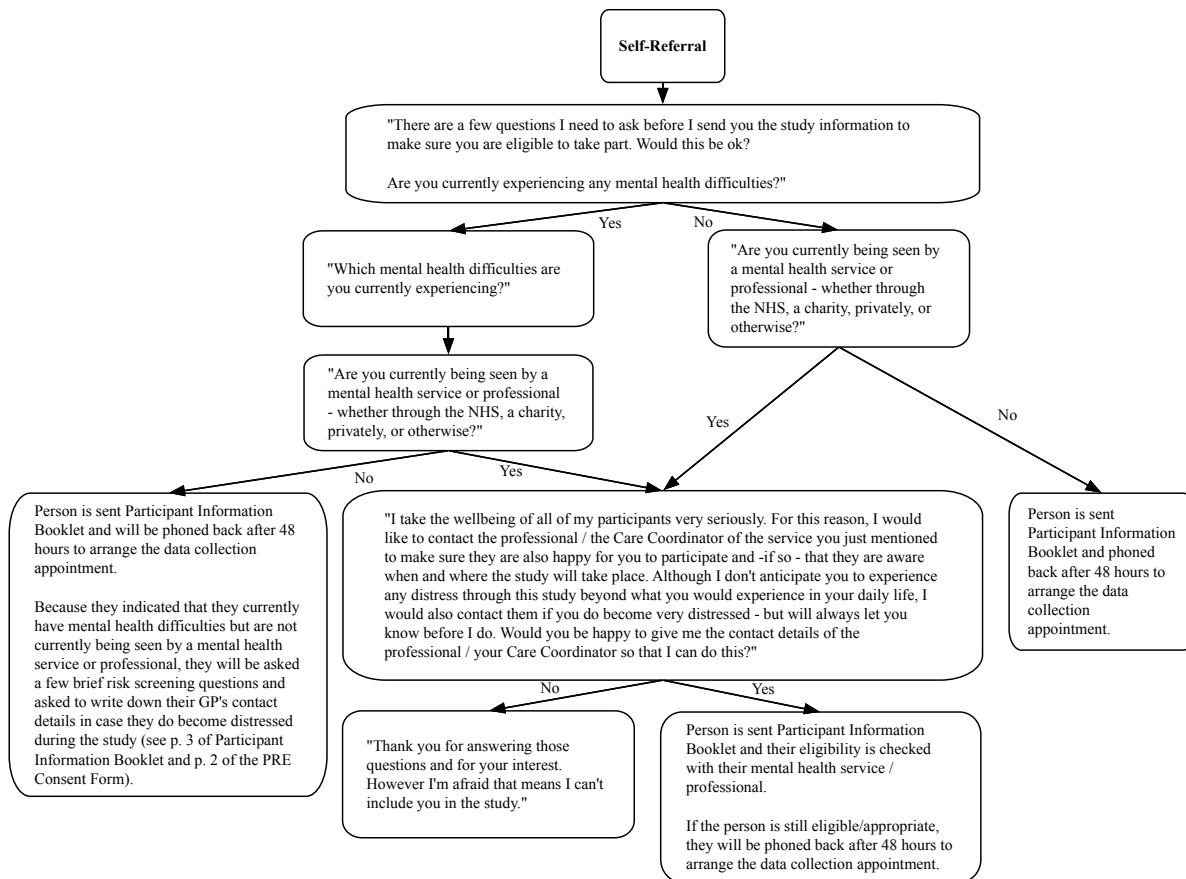 Self-Referral
"There are a few questions I need to ask before I send you the study information to
make sure you are eligible to take part. Would this be ok?
Are you currently experiencing any mental health difficulties?"
Yes
No
"Which mental health difficulties are
you currently experiencing?"
"Are you currently being seen by
a mental health service or
professional - whether through
the NHS, a charity, privately, or
otherwise?"
"Are you currently being seen by a
mental health service or professional
- whether through the NHS, a charity,
privately, or otherwise?"
Yes
No
No
Yes
Person is sent Participant Information
Booklet and will be phoned back after 48
hours to arrange the data collection
appointment.
Because they indicated that they currently
have mental health difficulties but are not
currently being seen by a mental health
service or professional, they will be asked
a few brief risk screening questions and
asked to write down their GP's contact
details in case they do become distressed
during the study (see p. 3 of Participant
Information Booklet and p. 2 of the PRE
Consent Form).
"I take the wellbeing of all of my participants very seriously. For this reason, I would
like to contact the professional / the Care Coordinator of the service you just mentioned
to make sure they are also happy for you to participate and -if so - that they are aware
when and where the study will take place. Although I don't anticipate you to experience
any distress through this study beyond what you would experience in your daily life, I
would also contact them if you do become very distressed - but will always let you
know before I do. Would you be happy to give me the contact details of the
professional / your Care Coordinator so that I can do this?"
Person is sent
Participant Information
Booklet and phoned
back after 48 hours to
arrange the data
collection
appointment.
No
Yes
"Thank you for answering those
questions and for your interest.
However I'm afraid that means I can't
include you in the study."
Person is sent Participant Information
Booklet and their eligibility is checked
with their mental health service /
professional.
If the person is still eligible/appropriate,
they will be phoned back after 48 hours to
arrange the data collection appointment.